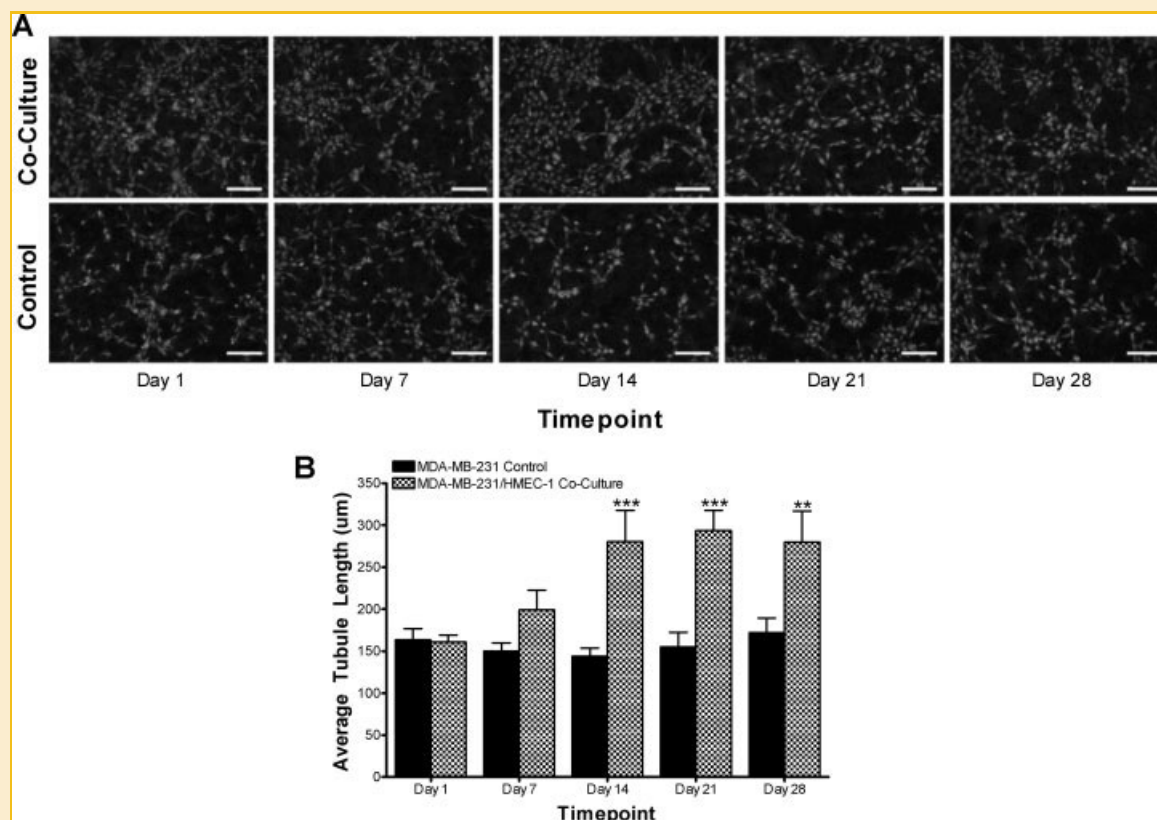 A
Co-Culture
Control
Day 1 Day 7 Day 14 Day 21 Day 28
Timepoint
B
MDA-MB-231 Control
MDA-MB-231/HMEC-1 Co-Culture
Average Tubule Length (um)
350
300
250
200
150
100
50
0
*** *** **
Day 1 Day 7 Day 14 Day 21 Day 28
Timepoint